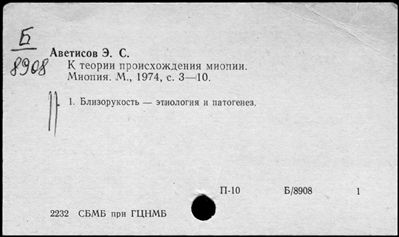 Б
8908
Аветисов Э. С.
К теории происхождения миопии.
Миопия. М., 1974, с. 3—10.
1. Близорукость — этиология и патогенез.
П-10 Б/8908 1
2232 СБМБ при ГЦНМБ